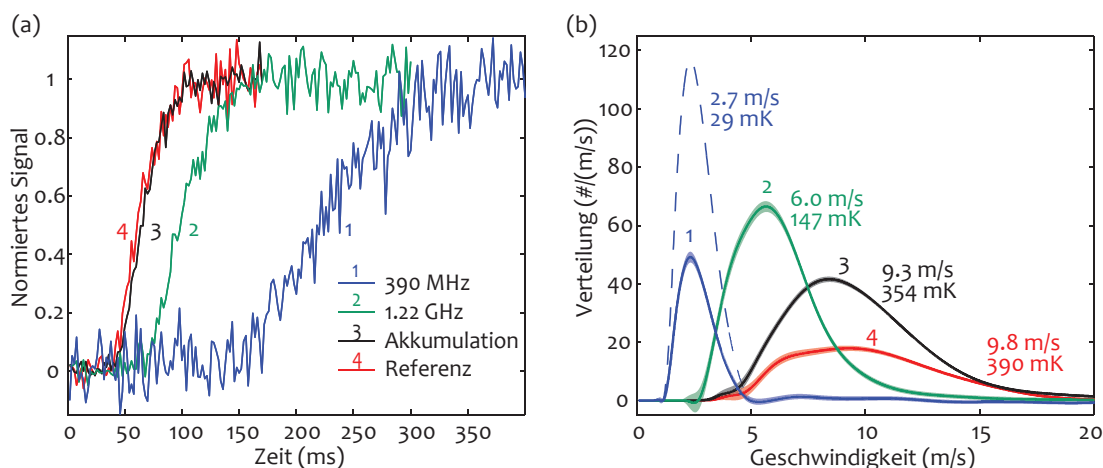 (a)
Normiertes Signal
1
0.8
0.6
0.4
0.2
0
0 50 100 150 200 250 300 350
Zeit (ms)
4
3
2
1
1 390 MHz
2 1.22 GHz
3 Akkumulation
4 Referenz
(b)
Verteilung (#/(m/s))
120
100
80
60
40
20
0
0 5 10 15 20
Geschwindigkeit (m/s)
2.7 m/s
29 mK
1
2
6.0 m/s
147 mK
3
9.3 m/s
354 mK
4
9.8 m/s
390 mK